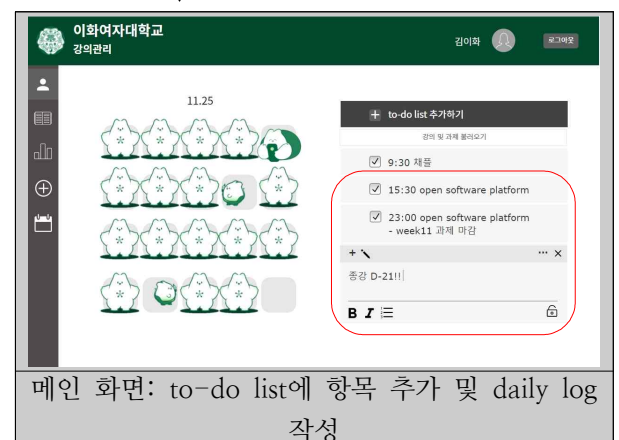 이화여자대학교
강의관리
김이화
로그아웃
11.25
+ to-do list 추가하기
강의 및 과제 불러오기
9:30 채플
15:30 open software platform
23:00 open software platform
- week11 과제 마감
종강 D-21!!
B I
메인 화면: to-do list에 항목 추가 및 daily log
작성